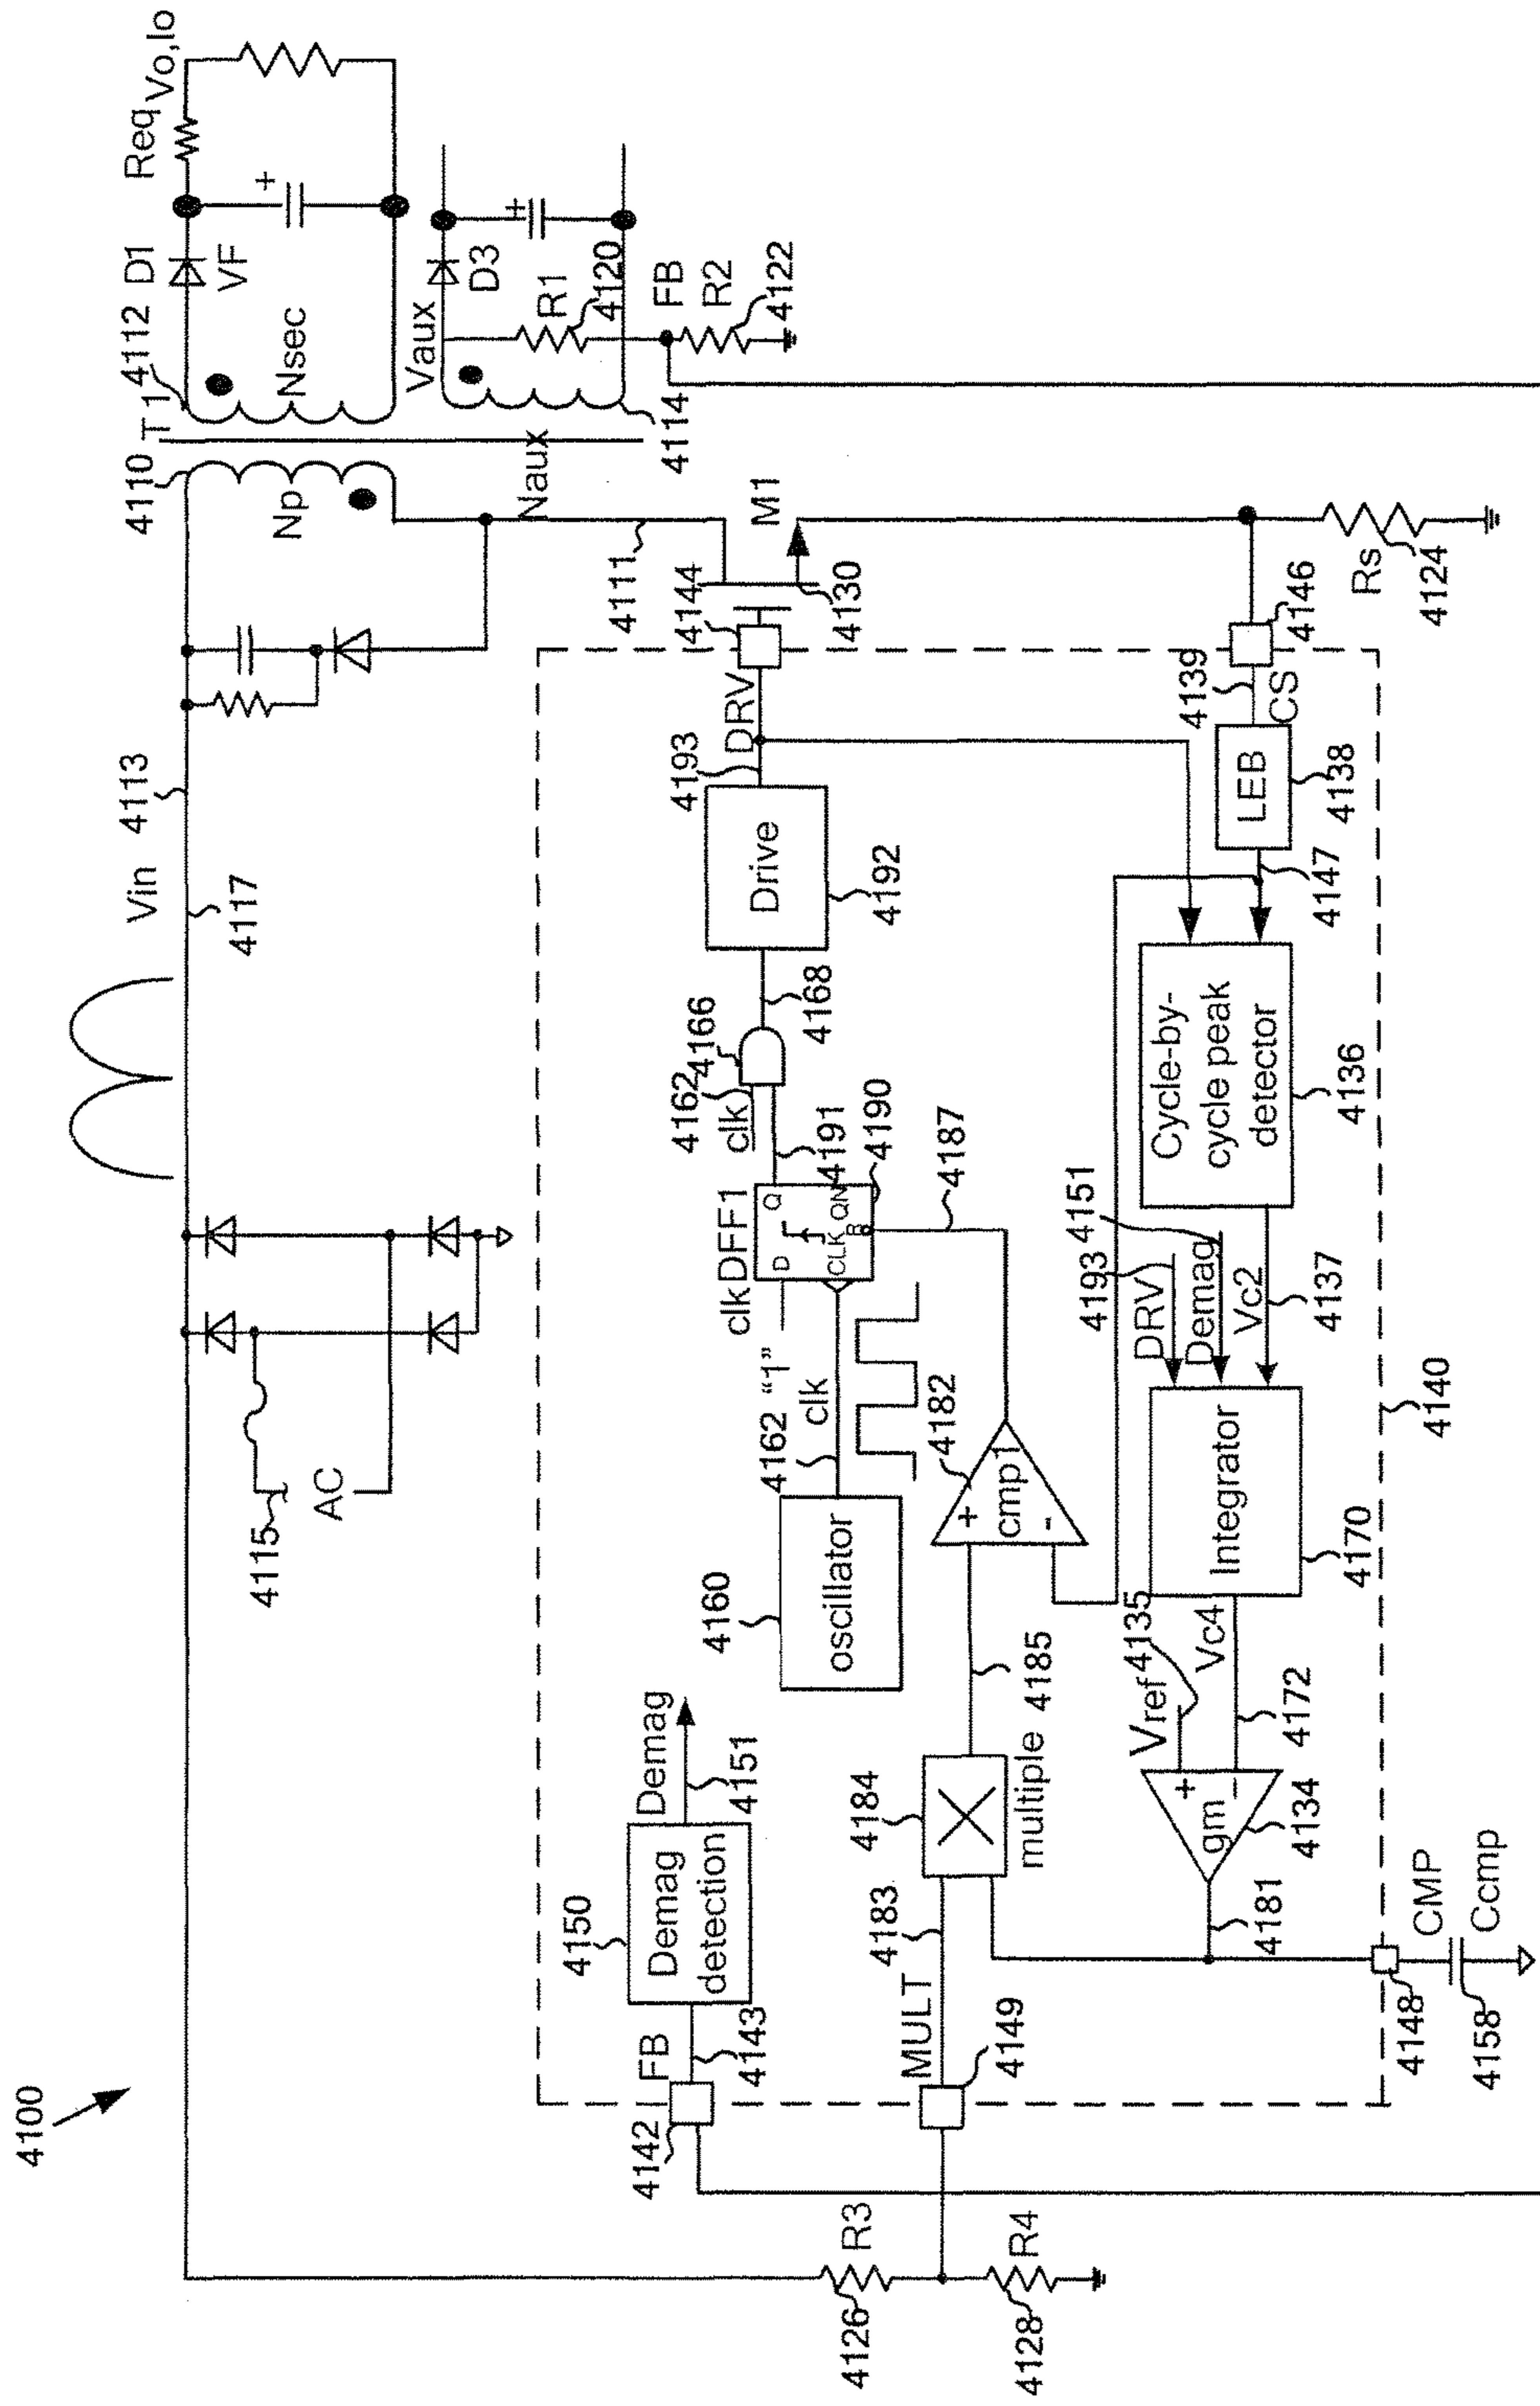 4100
Vin
4113
4117
4115
AC
4110
T 1
4112
D1
Req
Vo,Io
VF
Np
Nsec
Vaux
D3
R1
4120
FB
R2
4122
Naux
4114
4111
M1
4144
4130
DRV
4193
Drive
4192
4168
4166
4162
clk
4191
4190
DFF1
D
Q
CLK
QN
R
clk
"1"
4162
clk
4187
4160
oscillator
Demag
4151
4150
Demag
detection
FB
4143
4142
4182
+
cmp1
-
4185
4184
multiple
4183
MULT
4149
R3
4126
R4
4128
4146
Rs
4124
4139
CS
LEB
4138
4147
Cycle-by-
cycle peak
detector
4136
4151
4193
DRV
Demag
Vc2
4137
4140
Integrator
4170
4135
Vref
Vc4
4172
+
gm
-
4134
4181
CMP
4148
Ccmp
4158
+
+